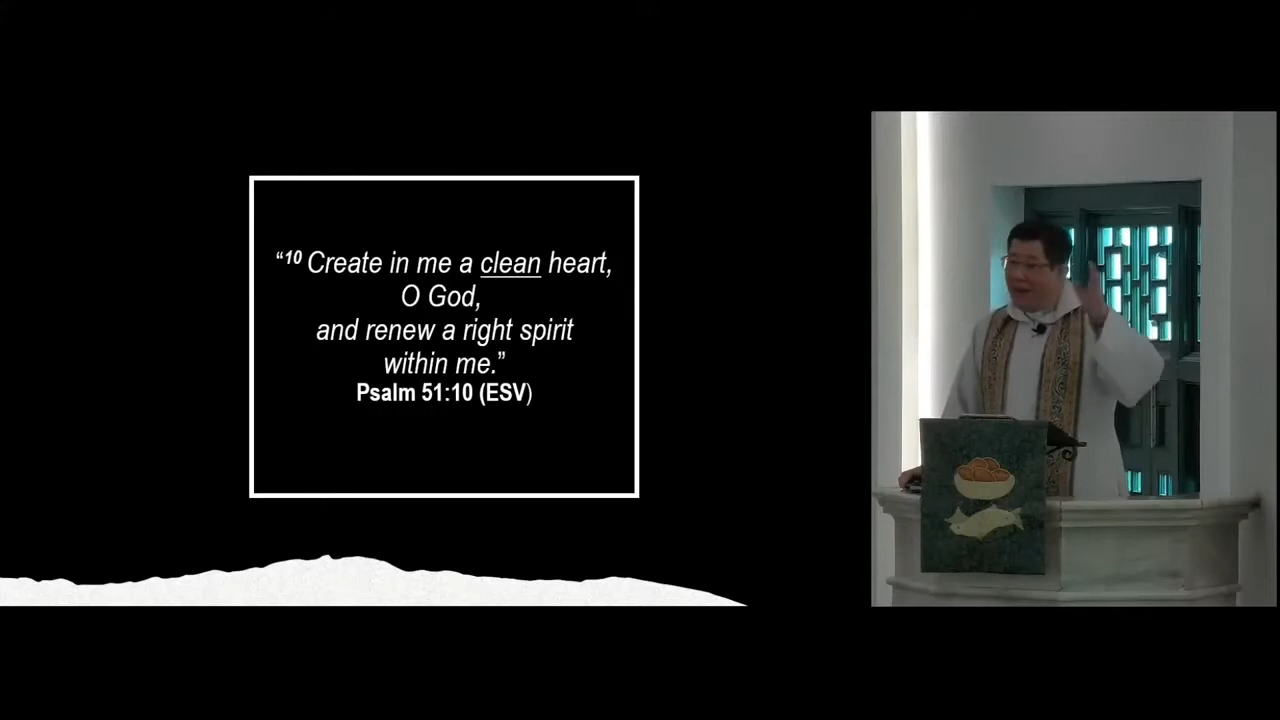 “10 Create in me a clean heart,
O God,
and renew a right spirit
within me.”
Psalm 51:10 (ESV)